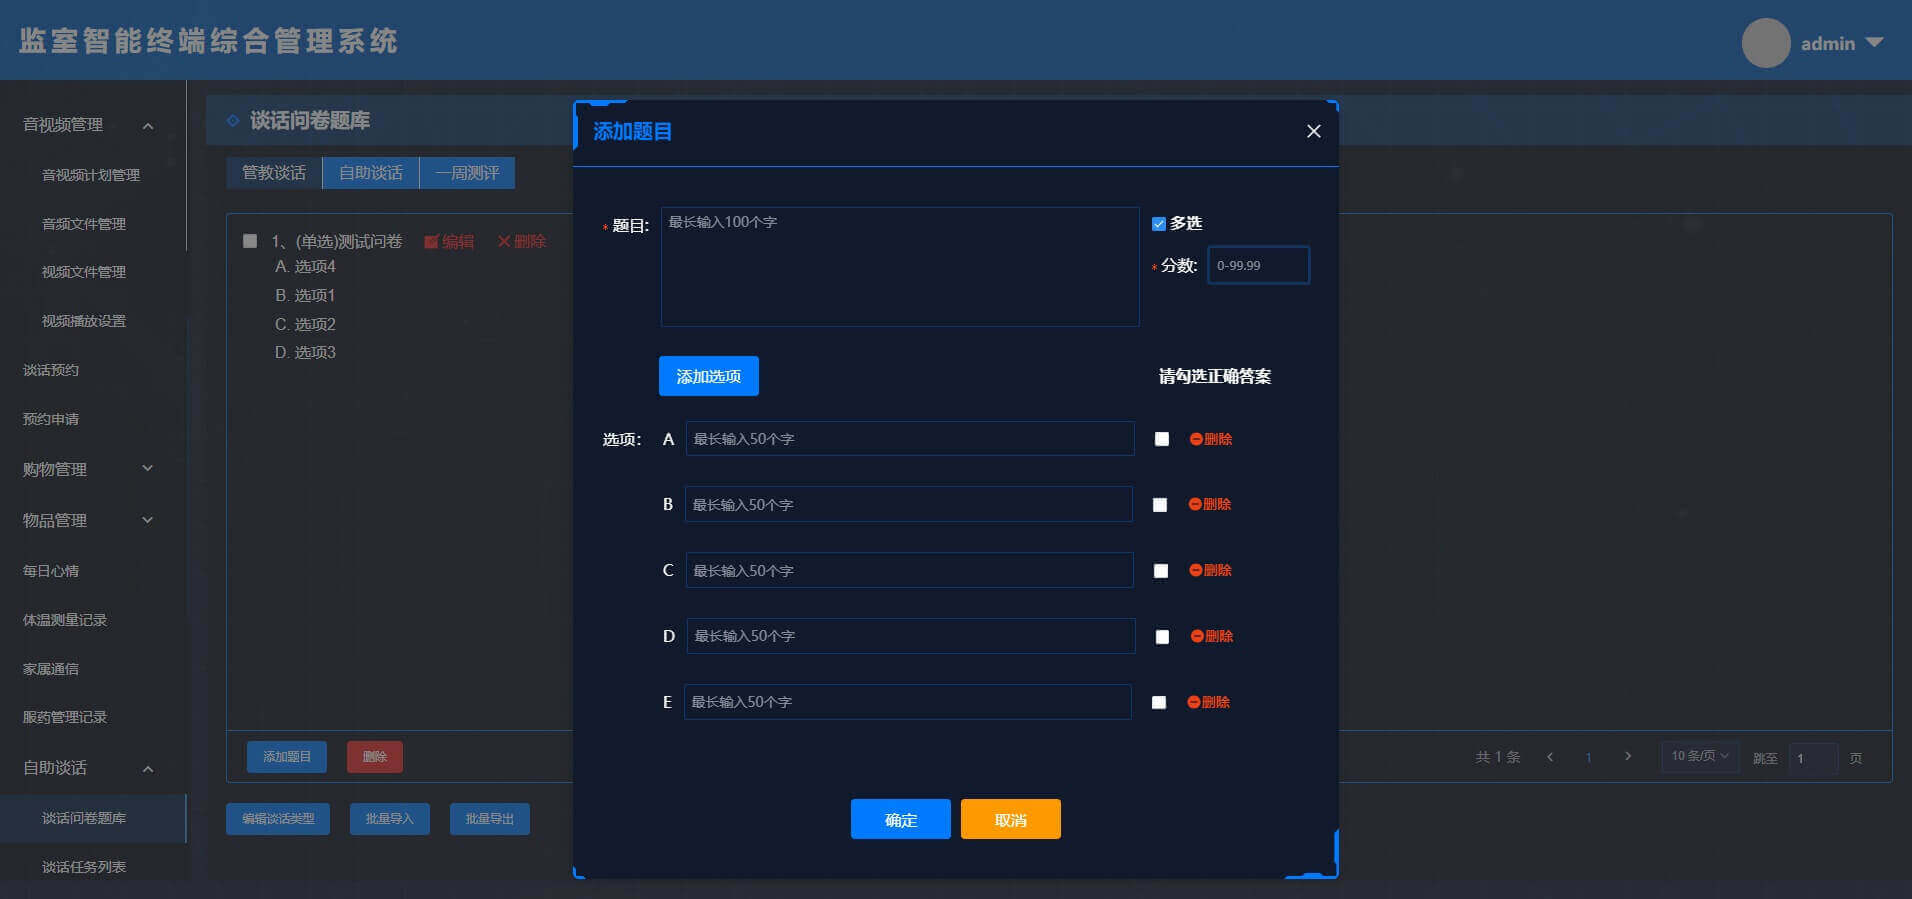 监室智能终端综合管理系统
admin
音视频管理
音视频计划管理
音频文件管理
视频文件管理
视频播放设置
谈话预约
预约申请
购物管理
物品管理
每日心情
体温测量记录
家属通信
服药管理记录
自助谈话
谈话问卷题库
谈话任务列表
谈话问卷题库
管教谈话 自助谈话 一周测评
1、(单选)测试问卷 编辑 删除
A. 选项4
B. 选项1
C. 选项2
D. 选项3
添加题目 删除
共 1 条 1 10 条/页 跳至 1 页
编辑谈话类型 批量导入 批量导出
添加题目
* 题目: 最长输入100个字
多选
* 分数: 0-99.99
添加选项 请勾选正确答案
选项: A 最长输入50个字 删除
B 最长输入50个字 删除
C 最长输入50个字 删除
D 最长输入50个字 删除
E 最长输入50个字 删除
确定 取消